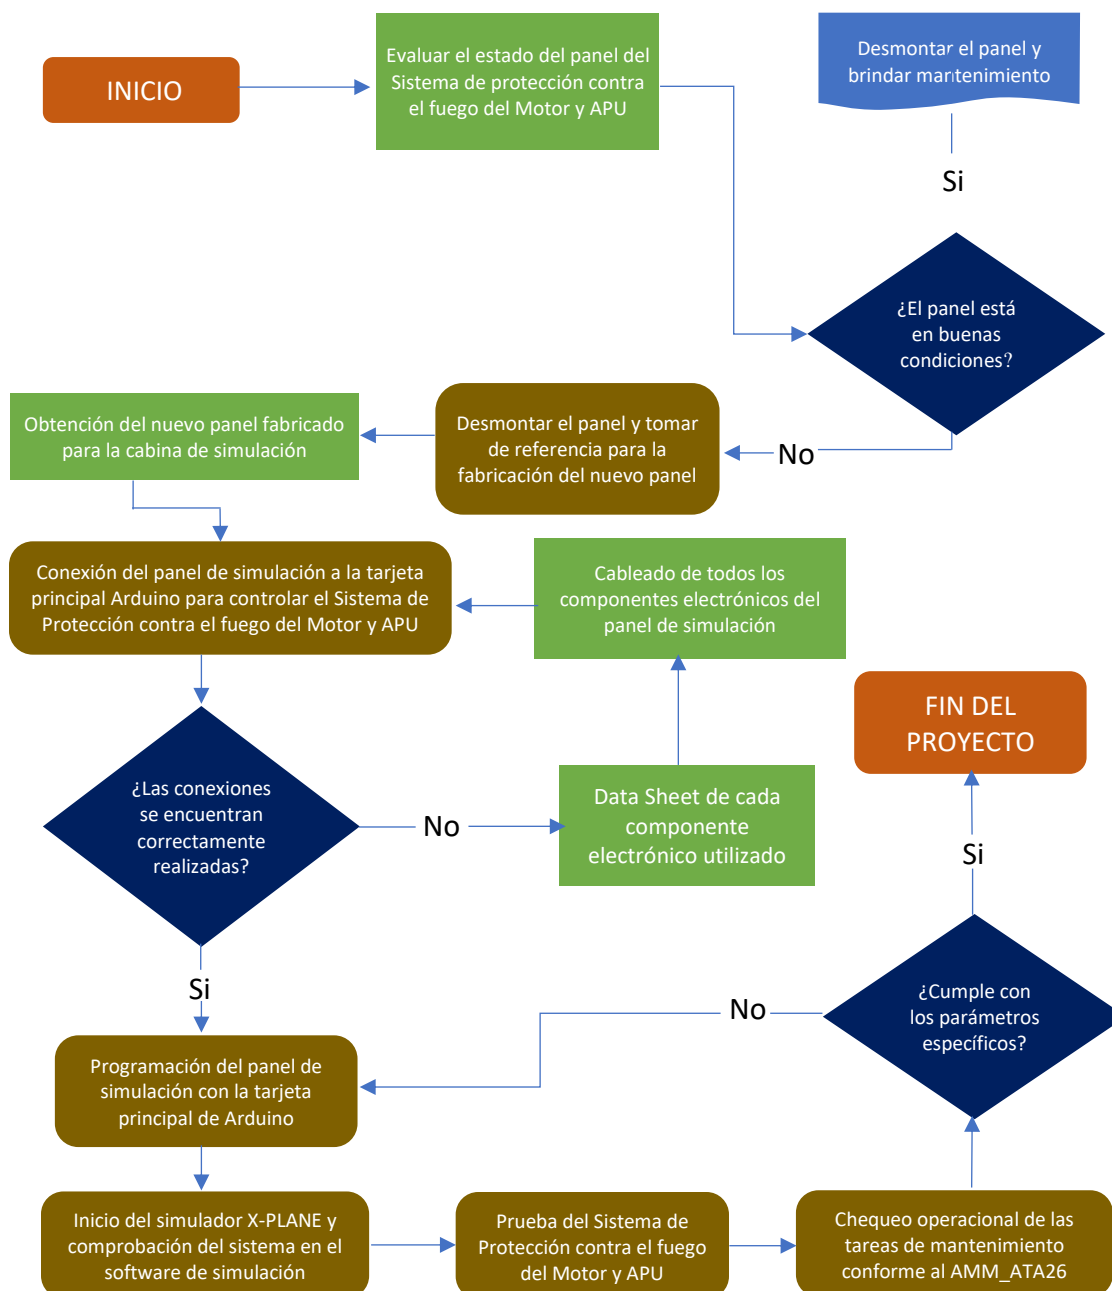 INICIO
Evaluar el estado del panel del
Sistema de protección contra
el fuego del Motor y APU
Desmontar el panel y
brindar mantenimiento
Si
¿El panel está
en buenas
condiciones?
No
Desmontar el panel y tomar
de referencia para la
fabricación del nuevo panel
Obtención del nuevo panel fabricado
para la cabina de simulación
Conexión del panel de simulación a la tarjeta
principal Arduino para controlar el Sistema de
Protección contra el fuego del Motor y APU
Cableado de todos los
componentes electrónicos del
panel de simulación
¿Las conexiones
se encuentran
correctamente
realizadas?
No
Data Sheet de cada
componente
electrónico utilizado
FIN DEL
PROYECTO
Si
Si
¿Cumple con
los parámetros
específicos?
No
Programación del panel de
simulación con la tarjeta
principal de Arduino
Inicio del simulador X-PLANE y
comprobación del sistema en el
software de simulación
Prueba del Sistema de
Protección contra el fuego
del Motor y APU
Chequeo operacional de las
tareas de mantenimiento
conforme al AMM_ATA26